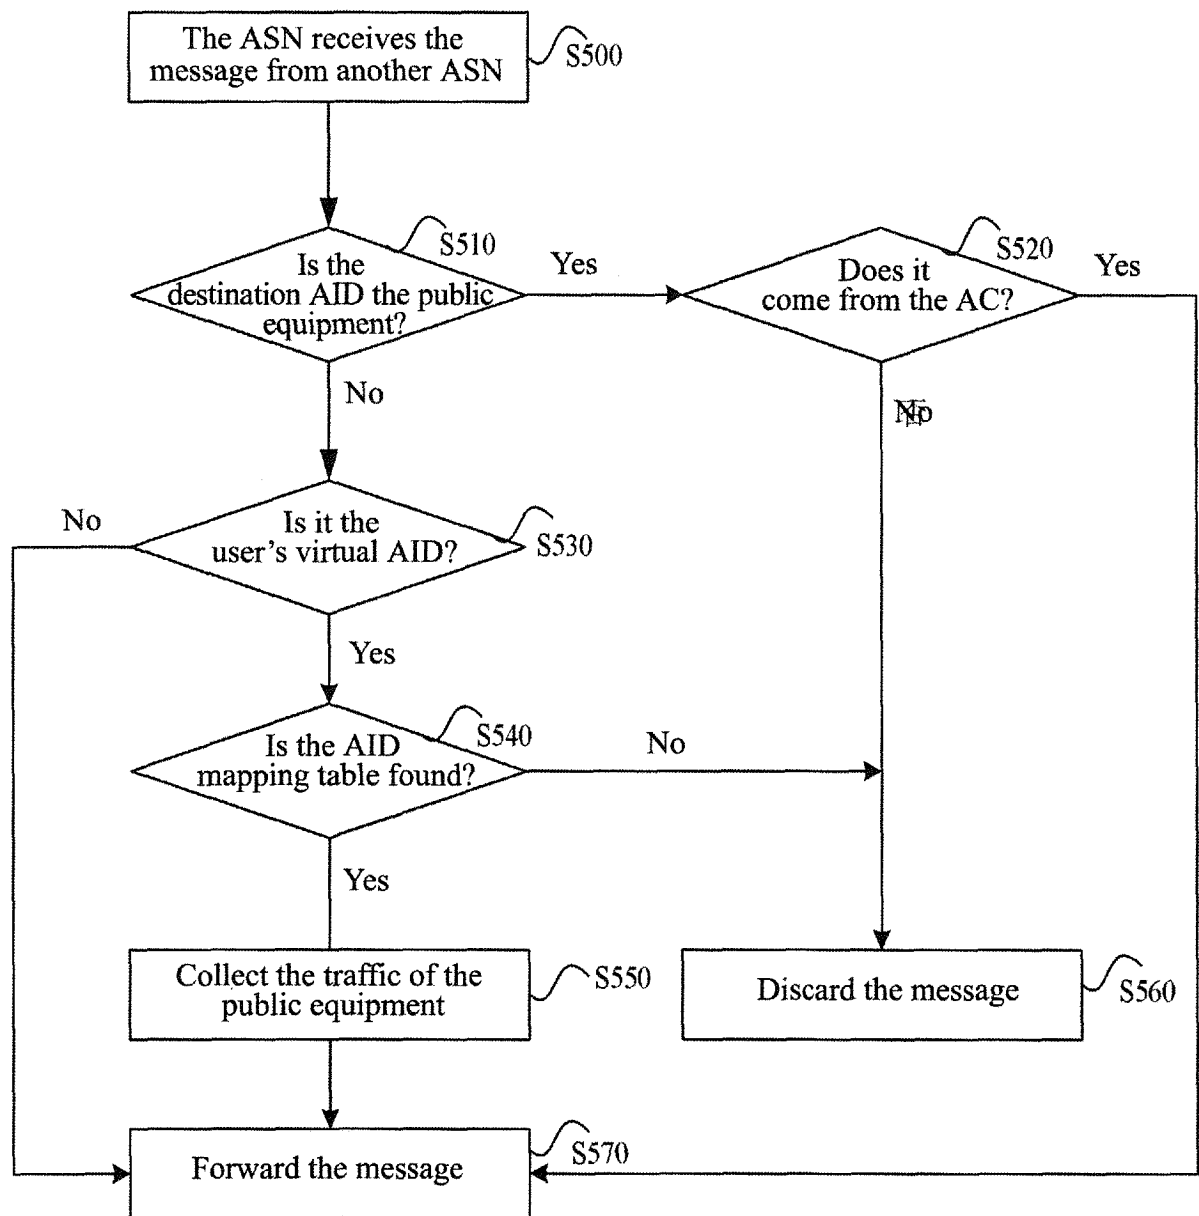 The ASN receives the
message from another ASN
S500
Is the
destination AID the public
equipment?
S510
Yes
Does it
come from the AC?
S520
Yes
No
No
Is it the
user's virtual AID?
S530
No
Yes
Is the AID
mapping table found?
S540
No
Yes
Collect the traffic of the
public equipment
S550
Discard the message
S560
Forward the message
S570